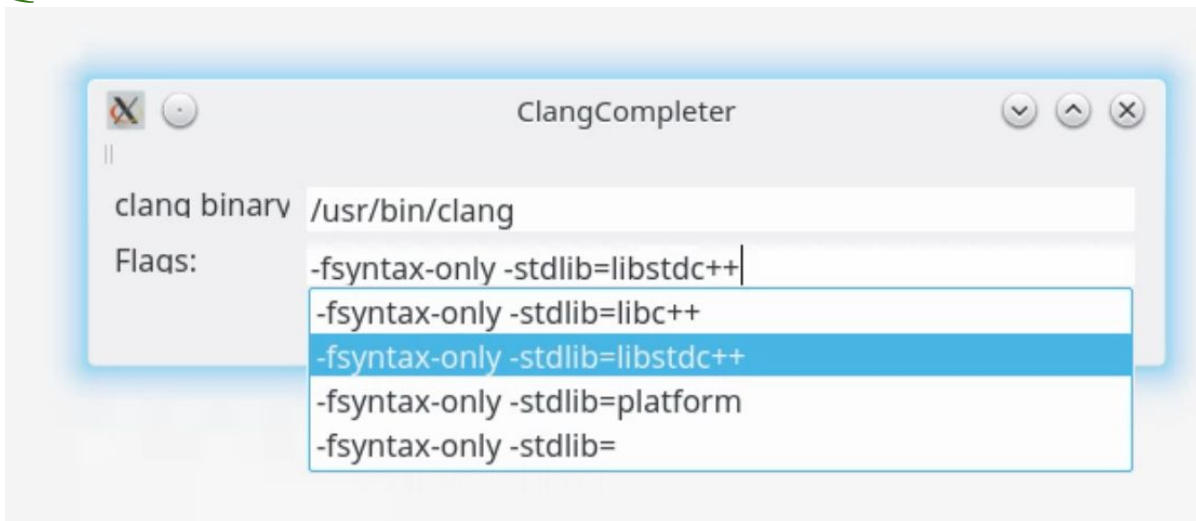 ClangCompleter
clang binary /usr/bin/clang
Flags: -fsyntax-only -stdlib=libstdc++
-fsyntax-only -stdlib=libc++
-fsyntax-only -stdlib=libstdc++
-fsyntax-only -stdlib=platform
-fsyntax-only -stdlib=